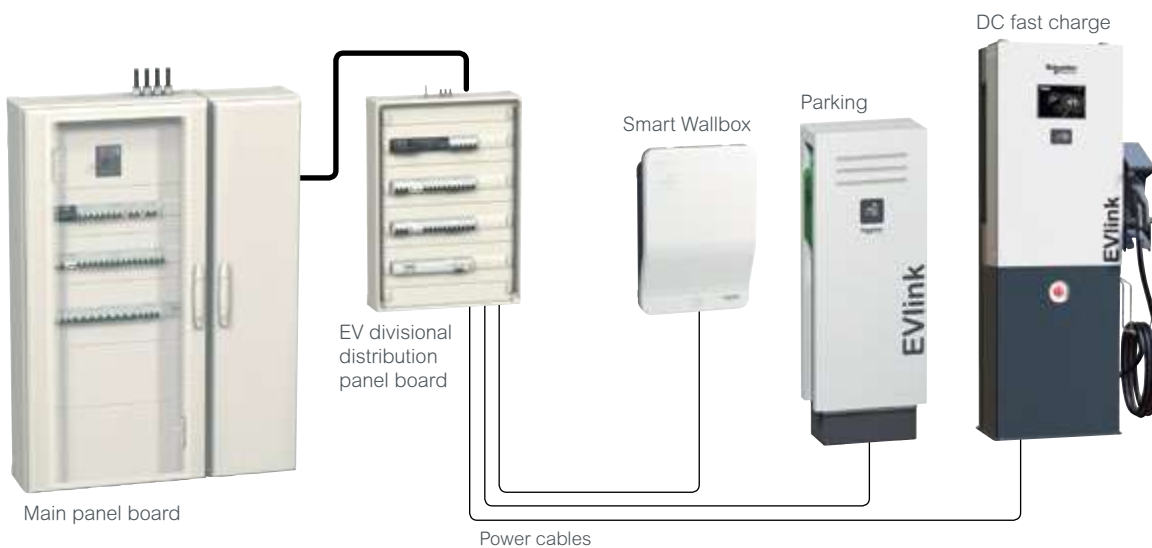 DC fast charge
Parking
Smart Wallbox
EVlink
EVlink
EV divisional
distribution
panel board
Main panel board
Power cables